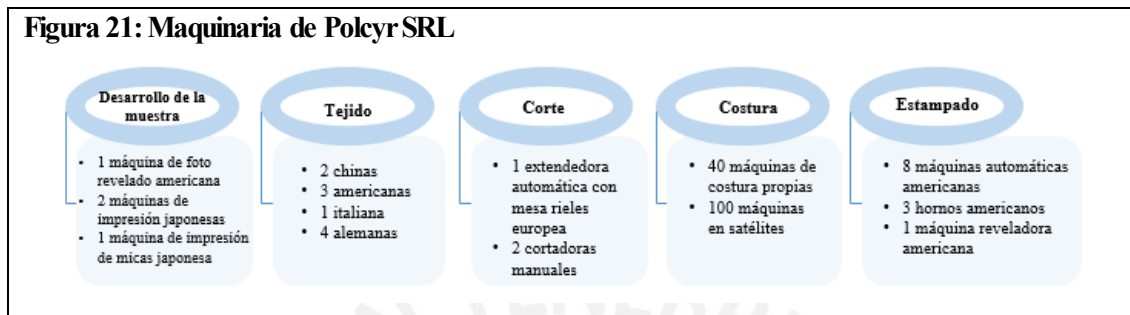 Figura 21: Maquinaria de Polcyr SRL
Desarrollo de la
muestra
• 1 máquina de foto
revelado americana
• 2 máquinas de
impresión japonesas
• 1 máquina de impresión
de micas japonesa
Tejido
• 2 chinas
• 3 americanas
• 1 italiana
• 4 alemanas
Corte
• 1 extendedora
automática con
mesa rieles
europea
• 2 cortadoras
manuales
Costura
• 40 máquinas de
costura propias
• 100 máquinas
en satélites
Estampado
• 8 máquinas automáticas
americanas
• 3 hornos americanos
• 1 máquina reveladora
americana